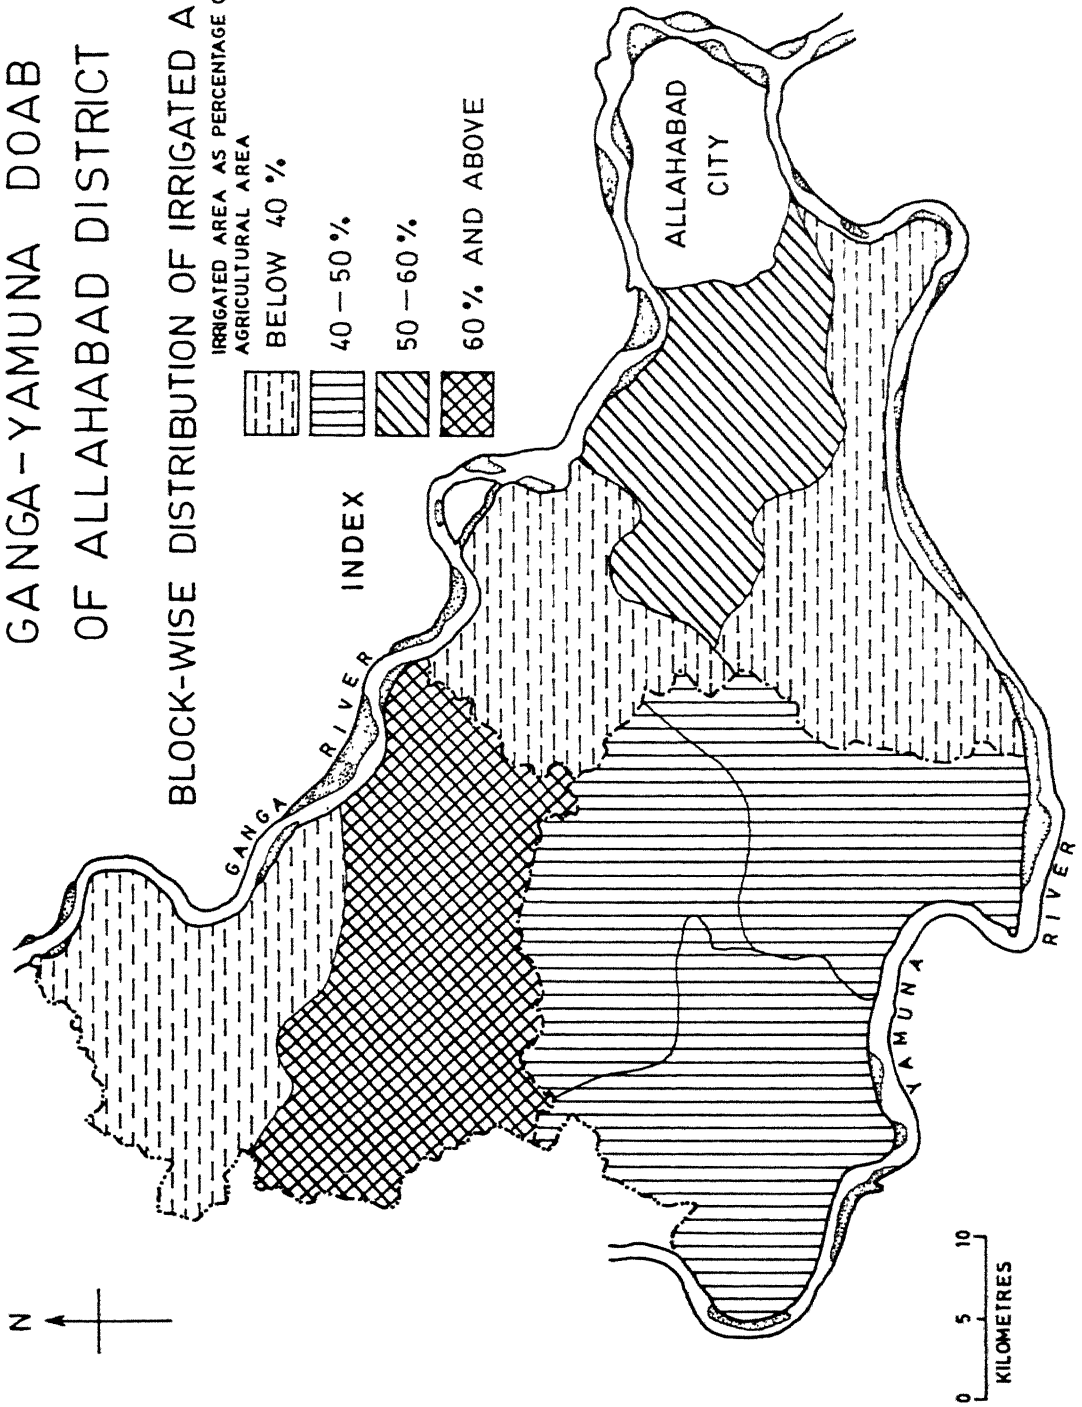 GANGA-YAMUNA DOAB
OF ALLAHABAD DISTRICT
BLOCK-WISE DISTRIBUTION OF IRRIGATED
IRRIGATED AREA AS PERCENTAGE
AGRICULTURAL AREA
INDEX
BELOW 40 %
40-50 %
50-60 %
60 % AND ABOVE
N
GANGA RIVER
ALLAHABAD
CITY
YAMUNA RIVER
0 5 10
KILOMETRES